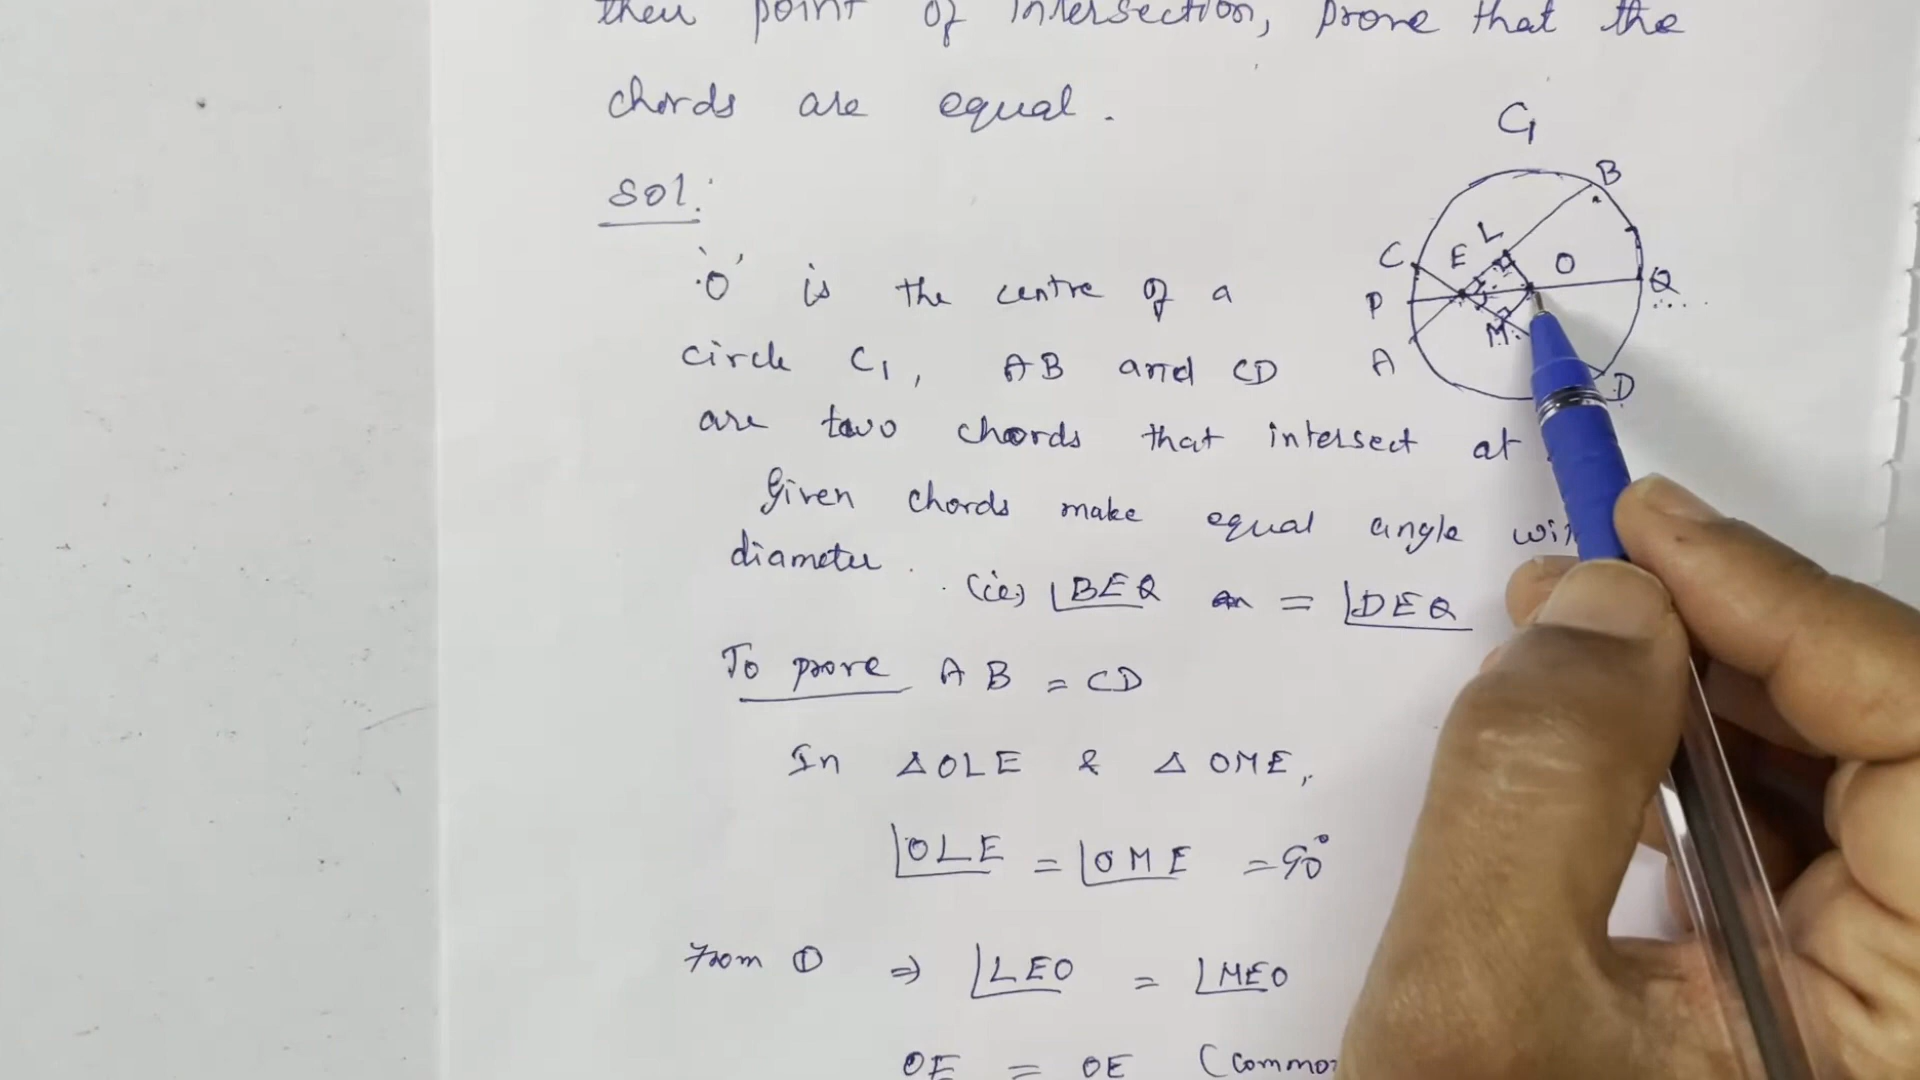 then point of intersection, prove that the
chords are equal.
Sol:
C1
B
L
C E O
P Q
M
A
D
'O' is the centre of a
circle C1, AB and CD
are two chords that intersect at
Given chords make equal angle
diameter. (ie) ∠BEQ = ∠DEQ
To prove AB = CD
In △OLE & △OME,
∠OLE = ∠OME = 90°
From ① ⇒ ∠LEO = ∠MEO
OE = OE